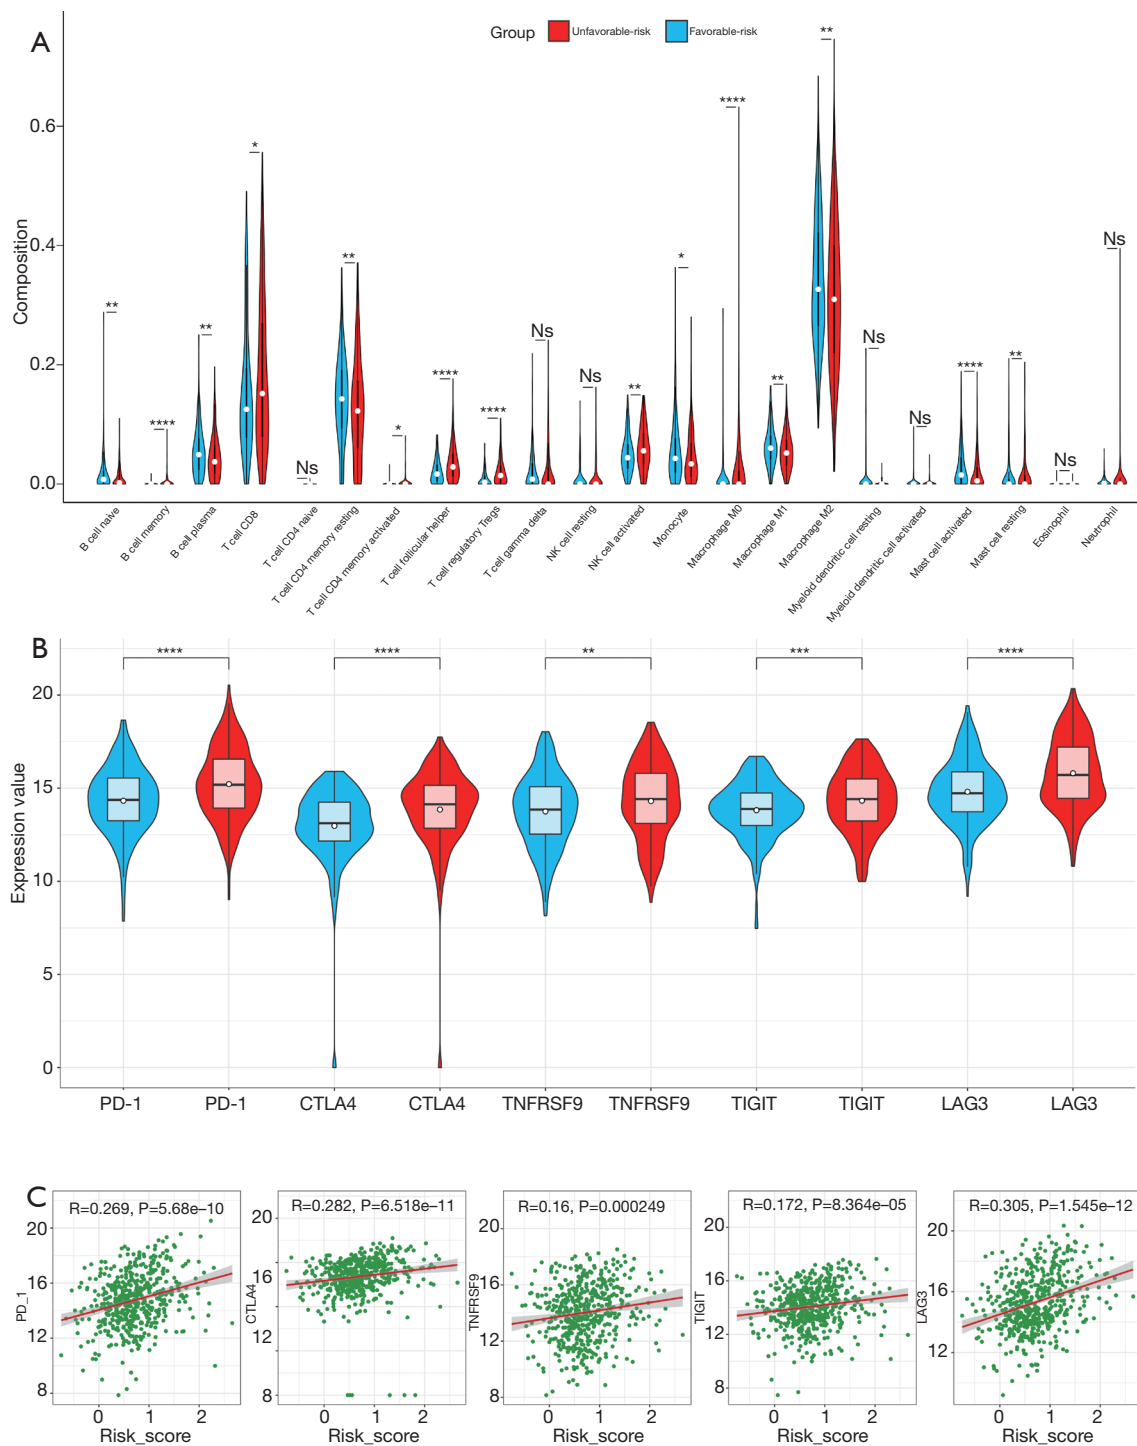 A
Group Unfavorable-risk Favorable-risk
Composition
0.6
0.4
0.2
0.0
** **** ** * Ns ** * **** **** Ns Ns ** * **** ** ** Ns Ns **** ** Ns Ns
B cell naive
B cell memory
B cell plasma
T cell CD8
T cell CD4 naive
T cell CD4 memory resting
T cell CD4 memory activated
T cell follicular helper
T cell regulatory Tregs
T cell gamma delta
NK cell resting
NK cell activated
Monocyte
Macrophage M0
Macrophage M1
Macrophage M2
Myeloid dendritic cell resting
Myeloid dendritic cell activated
Mast cell activated
Mast cell resting
Eosinophil
Neutrophil
B
**** **** ** *** ****
Expression value
20
15
10
5
0
PD-1 PD-1 CTLA4 CTLA4 TNFRSF9 TNFRSF9 TIGIT TIGIT LAG3 LAG3
C
R=0.269, P=5.68e–10
PD_1
20
16
12
8
0 1 2
Risk_score
R=0.282, P=6.518e–11
CTLA4
20
16
12
8
0 1 2
Risk_score
R=0.16, P=0.000249
TNFRSF9
20
16
12
8
0 1 2
Risk_score
R=0.172, P=8.364e–05
TIGIT
20
16
12
8
0 1 2
Risk_score
R=0.305, P=1.545e–12
LAG3
20
16
12
0 1 2
Risk_score